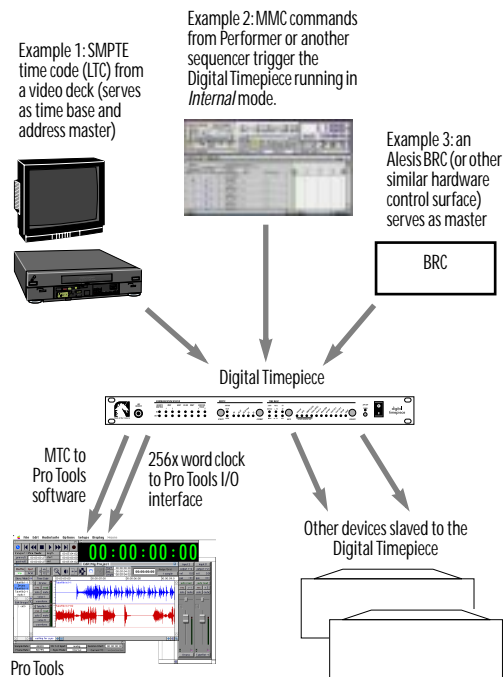 Example 1: SMPTE
time code (LTC) from
a video deck (serves
as time base and
address master)
Example 2: MMC commands
from Performer or another
sequencer trigger the
Digital Timepiece running in
Internal mode.
Example 3: an
Alesis BRC (or other
similar hardware
control surface)
serves as master
BRC
Digital Timepiece
MTC to
Pro Tools
software
256x word clock
to Pro Tools I/O
interface
Other devices slaved to the
Digital Timepiece
00:00:00:00
Pro Tools